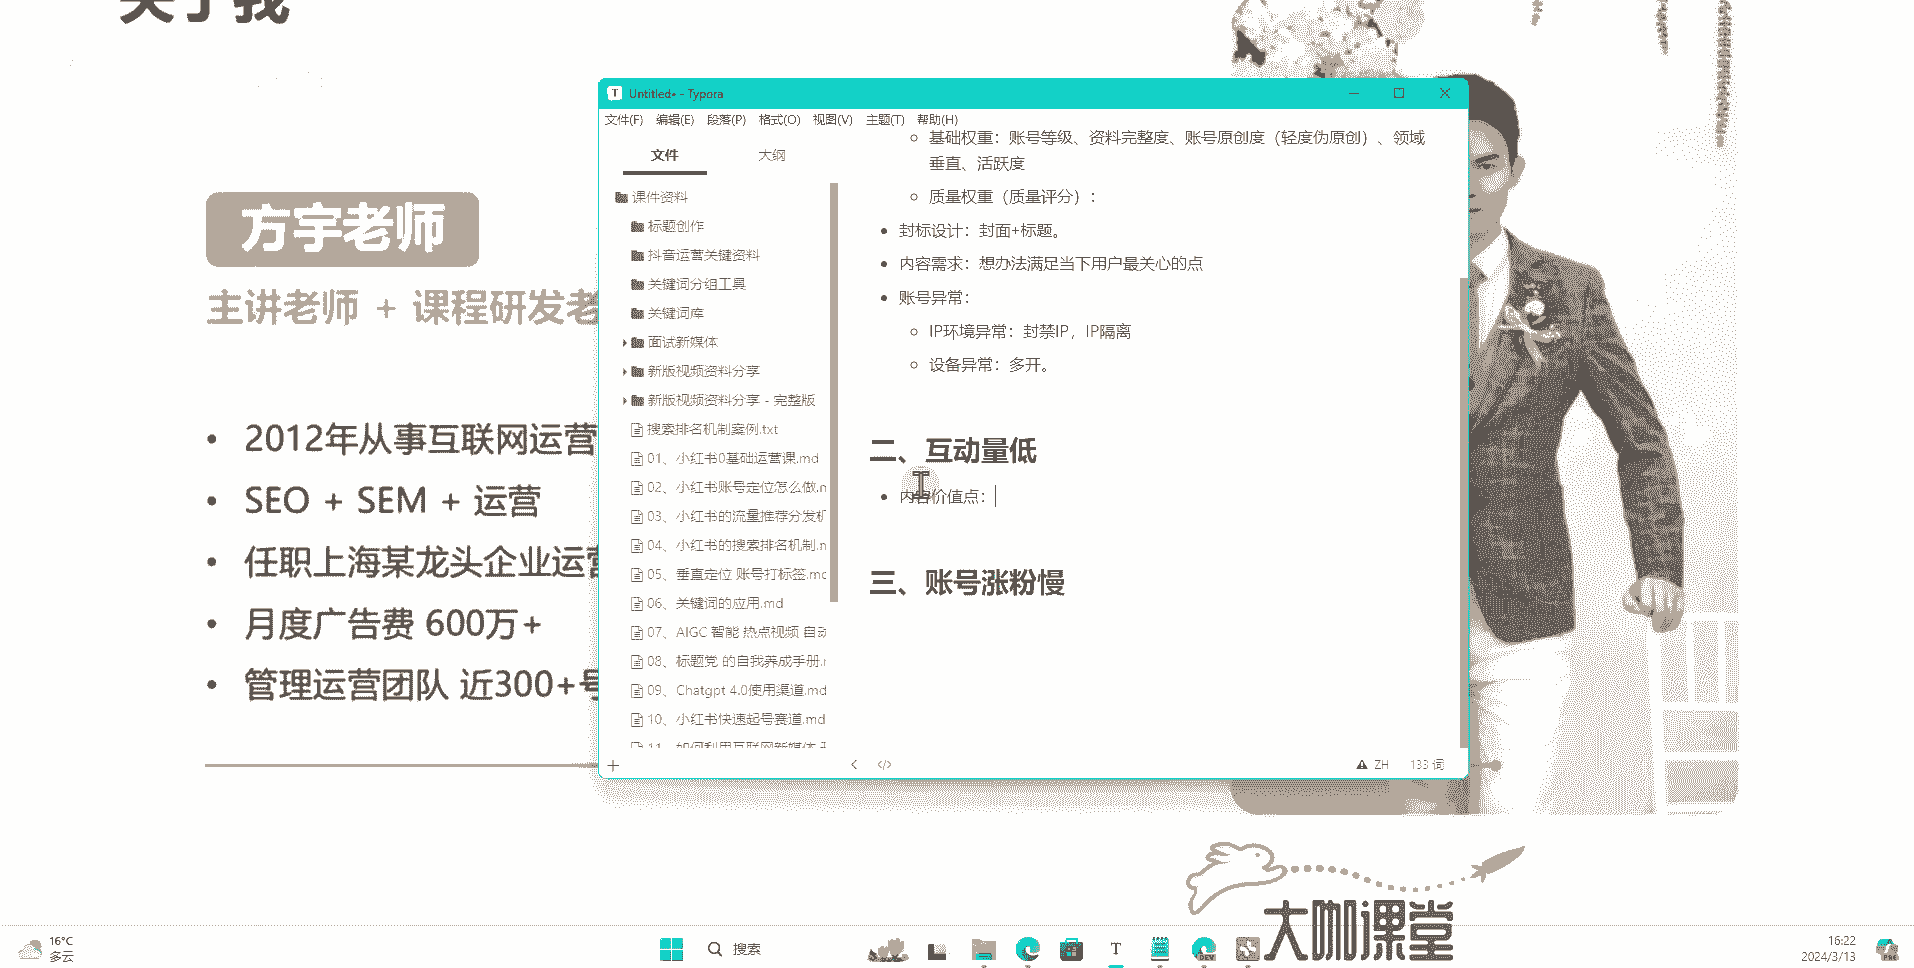 关于我
方宇老师
主讲老师 + 课程研发老
• 2012年从事互联网运营
• SEO + SEM + 运营
• 任职上海某龙头企业运营
• 月度广告费 600万+
• 管理运营团队 近300+号
Untitled• - Typora
文件(F) 编辑(E) 段落(P) 格式(O) 视图(V) 主题(T) 帮助(H)
文件 大纲
课件资料
标题创作
抖音运营关键资料
关键词分组工具
关键词库
面试新媒体
新版视频资料分享
新版视频资料分享 - 完整版
搜索排名机制案例.txt
01、小红书0基础运营课.md
02、小红书账号定位怎么做.m
03、小红书的流量推荐分发机
04、小红书的搜索排名机制.m
05、垂直定位 账号打标签.md
06、关键词的应用.md
07、AIGC 智能 热点视频 自动
08、标题党 的自我养成手册.m
09、Chatgpt 4.0使用渠道.md
10、小红书快速起号赛道.md
11、如何利用互联网新媒体
基础权重：账号等级、资料完整度、账号原创度（轻度伪原创）、领域
垂直、活跃度
质量权重（质量评分）：
• 封标设计：封面+标题。
• 内容需求：想办法满足当下用户最关心的点
• 账号异常：
IP环境异常：封禁IP，IP隔离
设备异常：多开。
二、互动量低
• 内容价值点：
三、账号涨粉慢
ZH 133 词
大咖课堂
16°C
多云
搜索
16:22
2024/3/13